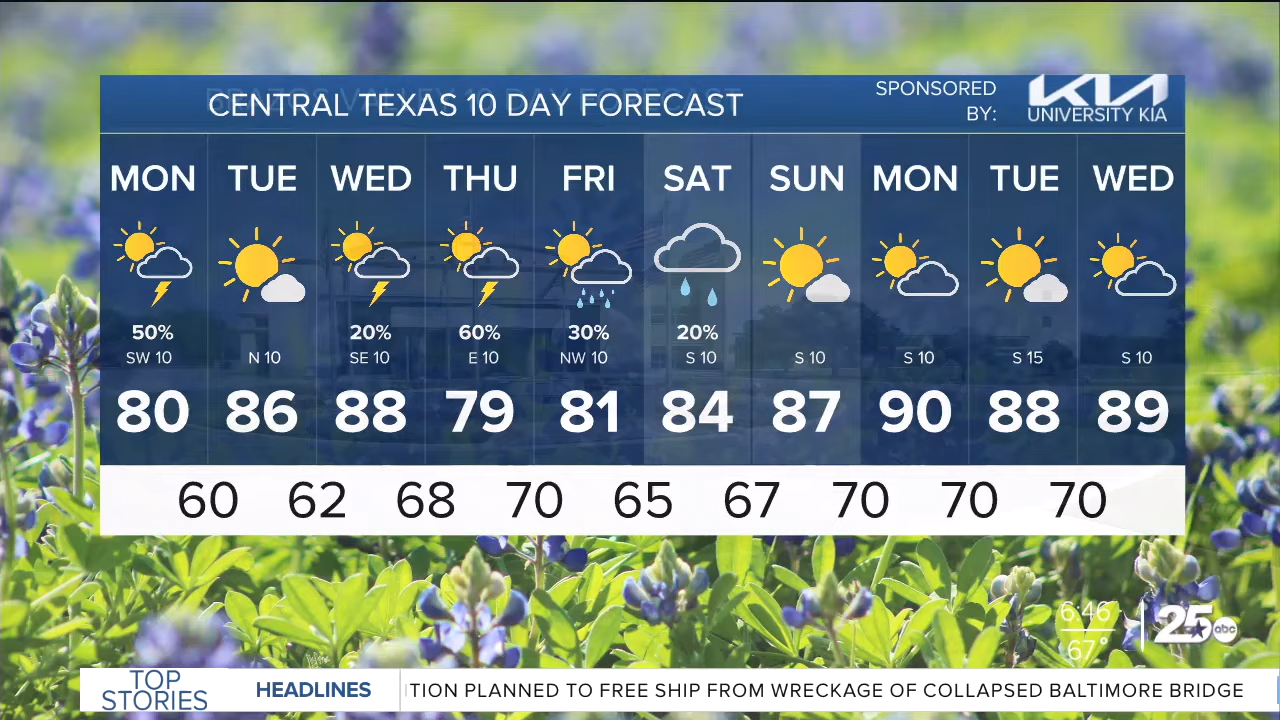 CENTRAL TEXAS 10 DAY FORECAST
SPONSORED
BY:
KIA
UNIVERSITY KIA
MON TUE WED THU FRI SAT SUN MON TUE WED
50% 20% 60% 30% 20%
SW 10 N 10 SE 10 E 10 NW 10 S 10 S 10 S 10 S 15 S 10
80 86 88 79 81 84 87 90 88 89
60 62 68 70 65 67 70 70 70
6:46
67°
25 abc
TOP
STORIES
HEADLINES
TION PLANNED TO FREE SHIP FROM WRECKAGE OF COLLAPSED BALTIMORE BRIDGE